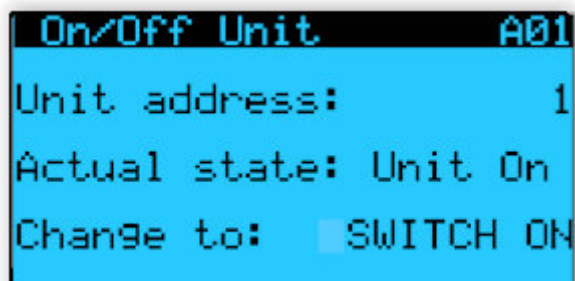 On/Off Unit A01
Unit address: 1
Actual state: Unit On
Change to: SWITCH ON